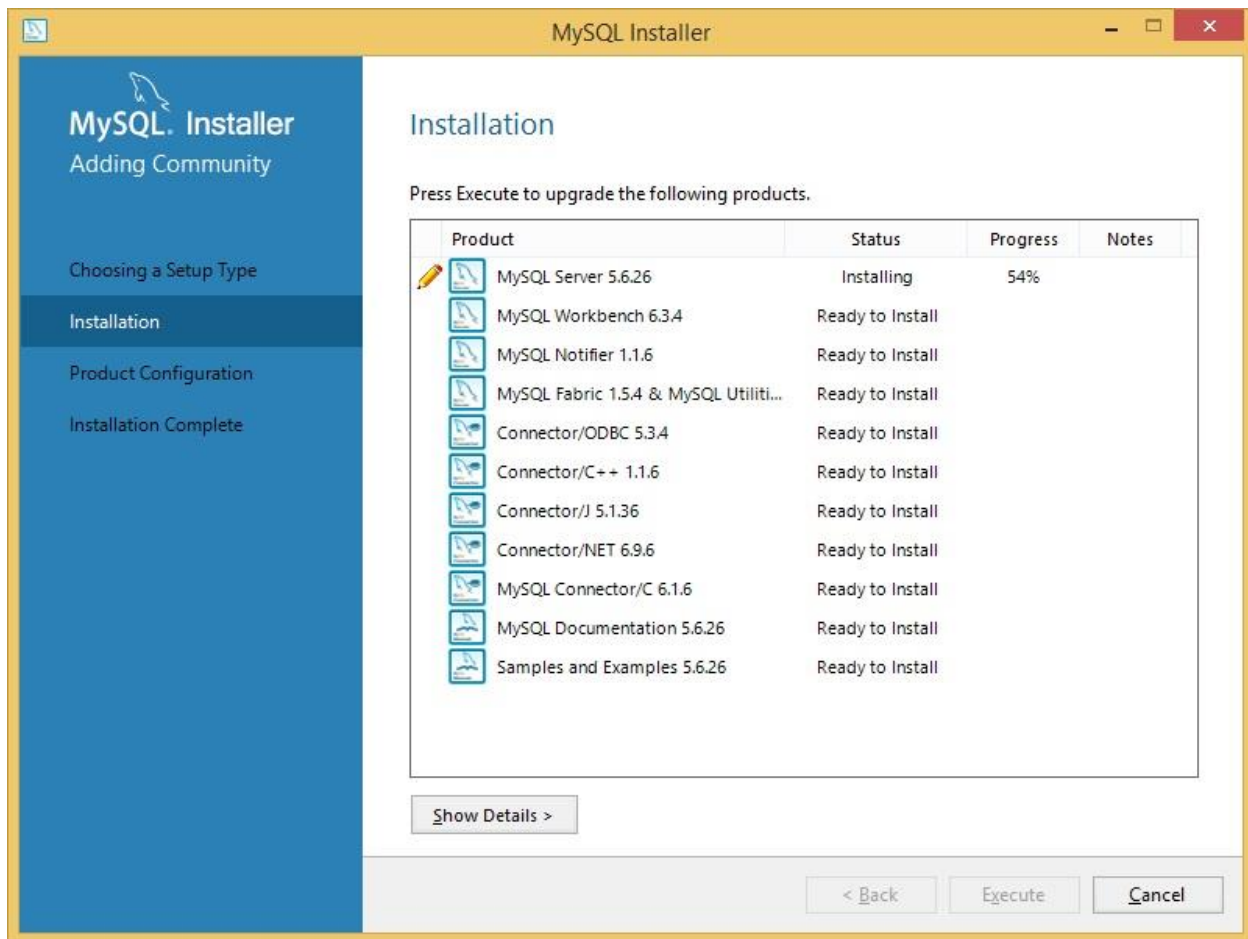 MySQL Installer
MySQL. Installer
Adding Community
Choosing a Setup Type
Installation
Product Configuration
Installation Complete
Installation
Press Execute to upgrade the following products.
Product Status Progress Notes
MySQL Server 5.6.26 Installing 54%
MySQL Workbench 6.3.4 Ready to Install
MySQL Notifier 1.1.6 Ready to Install
MySQL Fabric 1.5.4 & MySQL Utiliti... Ready to Install
Connector/ODBC 5.3.4 Ready to Install
Connector/C++ 1.1.6 Ready to Install
Connector/J 5.1.36 Ready to Install
Connector/NET 6.9.6 Ready to Install
MySQL Connector/C 6.1.6 Ready to Install
MySQL Documentation 5.6.26 Ready to Install
Samples and Examples 5.6.26 Ready to Install
Show Details >
< Back Execute Cancel